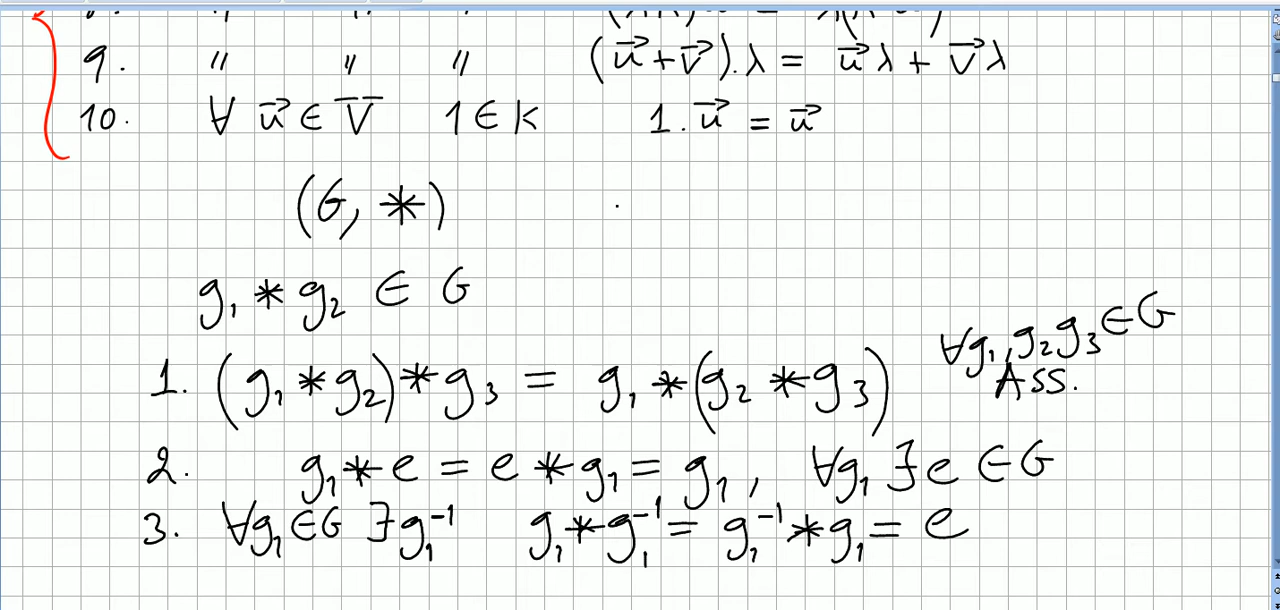 9. " " " (u⃗ + v⃗). λ = u⃗ λ + v⃗ λ
10. ∀ u⃗ ∈ V 1 ∈ K 1. u⃗ = u⃗
(G, *)
g₁ * g₂ ∈ G
1. (g₁ * g₂) * g₃ = g₁ * (g₂ * g₃) ∀g₁, g₂ g₃ ∈ G
Ass.
2. g₁ * e = e * g₁ = g₁, ∀g₁ ∃ e ∈ G
3. ∀g₁ ∈ G ∃ g₁⁻¹ g₁ * g₁⁻¹ = g₁⁻¹ * g₁ = e